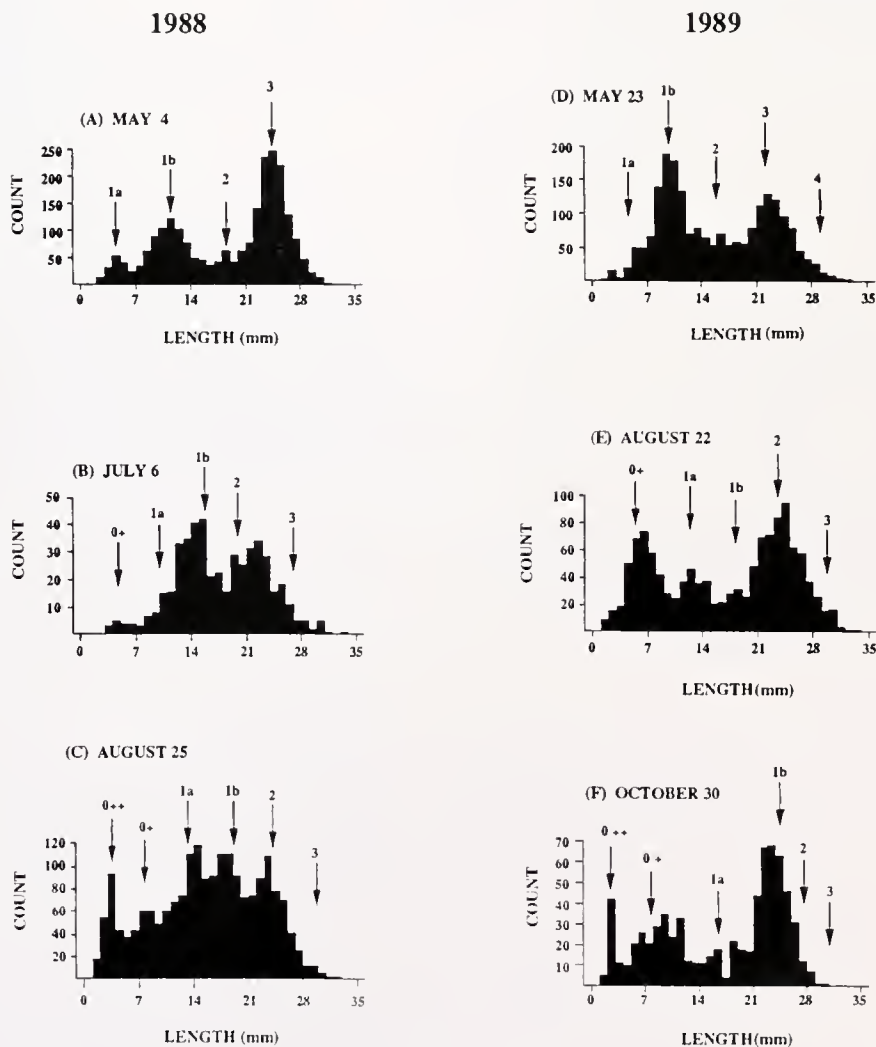 1988
1989
(A) MAY 4
1a
1b
2
3
COUNT
250
200
150
100
50
0 7 14 21 28 35
LENGTH (mm)
(D) MAY 23
1a
1b
2
3
4
COUNT
200
150
100
50
0 7 14 21 28 35
LENGTH (mm)
(B) JULY 6
0+
1a
1b
2
3
COUNT
50
40
30
20
10
0 7 14 21 28 35
LENGTH (mm)
(E) AUGUST 22
0+
1a
1b
2
3
COUNT
100
80
60
40
20
0 7 14 21 28 35
LENGTH(mm)
(C) AUGUST 25
0++
0+
1a
1b
2
3
COUNT
120
100
80
60
40
20
0 7 14 21 28 35
LENGTH (mm)
(F) OCTOBER 30
0++
0+
1a
1b
2
3
COUNT
70
60
50
40
30
20
10
0 7 14 21 28 35
LENGTH(mm)